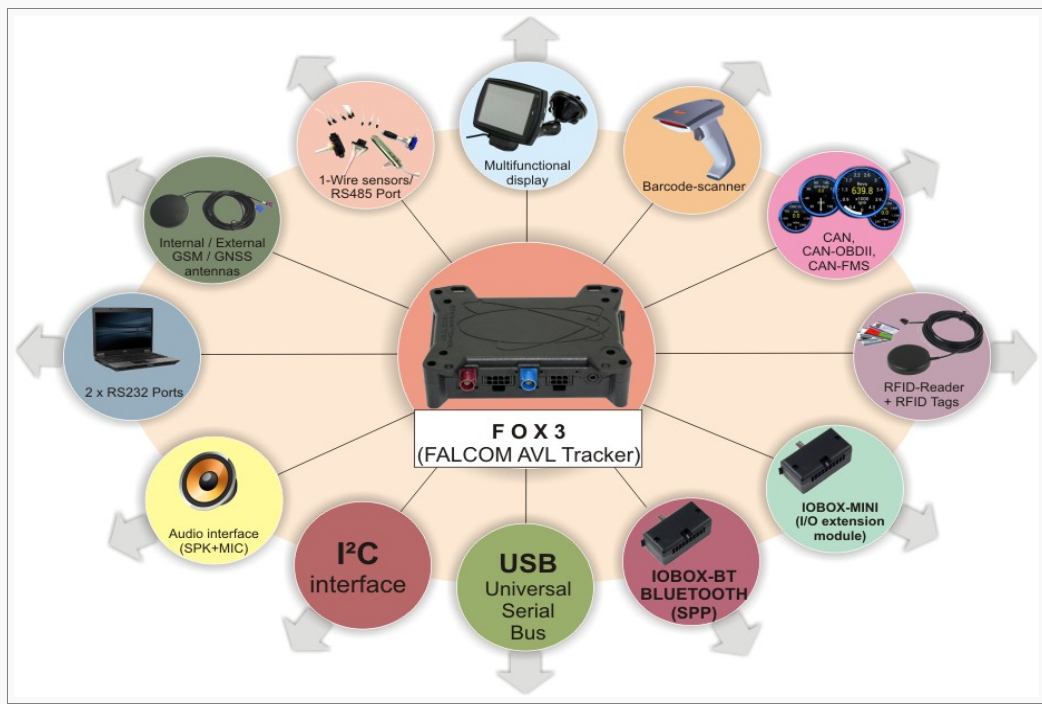 Multifunctional
display
Barcode-scanner
CAN,
CAN-OBDII,
CAN-FMS
639.8
RFID-Reader
+ RFID Tags
IOBOX-MINI
(I/O extension
module)
IOBOX-BT
BLUETOOTH
(SPP)
USB
Universal
Serial
Bus
I²C
interface
Audio interface
(SPK+MIC)
2 x RS232 Ports
Internal / External
GSM / GNSS
antennas
1-Wire sensors/
RS485 Port
F O X 3
(FALCOM AVL Tracker)